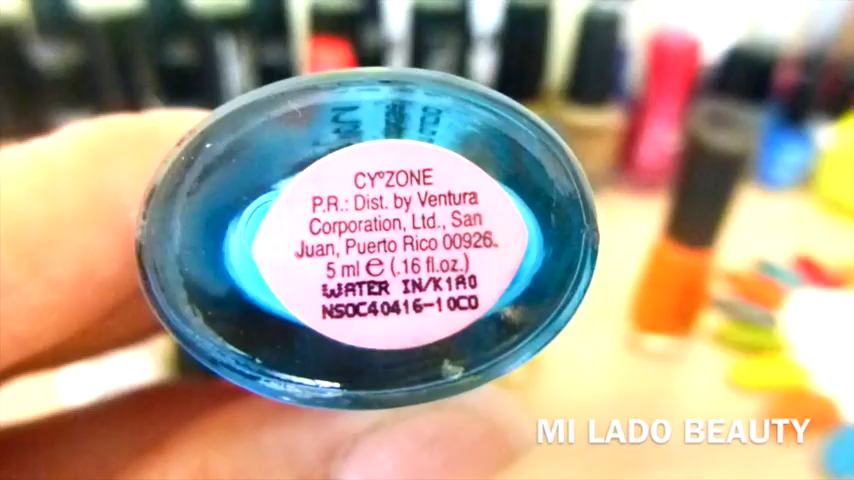 CY°ZONE
P.R.: Dist. by Ventura
Corporation, Ltd., San
Juan, Puerto Rico 00926.
5 ml ℮ (.16 fl.oz.)
WATER IN/K1A0
NSOC40416-10CO
MI LADO BEAUTY